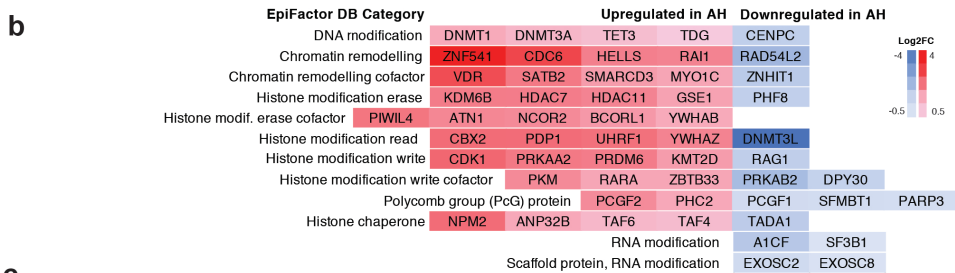 b
EpiFactor DB Category Upregulated in AH Downregulated in AH
DNA modification DNMT1 DNMT3A TET3 TDG CENPC
Chromatin remodelling ZNF541 CDC6 HELLS RAI1 RAD54L2
Chromatin remodelling cofactor VDR SATB2 SMARCD3 MYO1C ZNHIT1
Histone modification erase KDM6B HDAC7 HDAC11 GSE1 PHF8
Histone modif. erase cofactor PIWIL4 ATN1 NCOR2 BCORL1 YWHAB
Histone modification read CBX2 PDP1 UHRF1 YWHAZ DNMT3L
Histone modification write CDK1 PRKAA2 PRDM6 KMT2D RAG1
Histone modification write cofactor PKM RARA ZBTB33 PRKAB2 DPY30
Polycomb group (PcG) protein PCGF2 PHC2 PCGF1 SFMBT1 PARP3
Histone chaperone NPM2 ANP32B TAF6 TAF4 TADA1
RNA modification A1CF SF3B1
Scaffold protein, RNA modification EXOSC2 EXOSC8
Log2FC
-4 4
-0.5 0.5